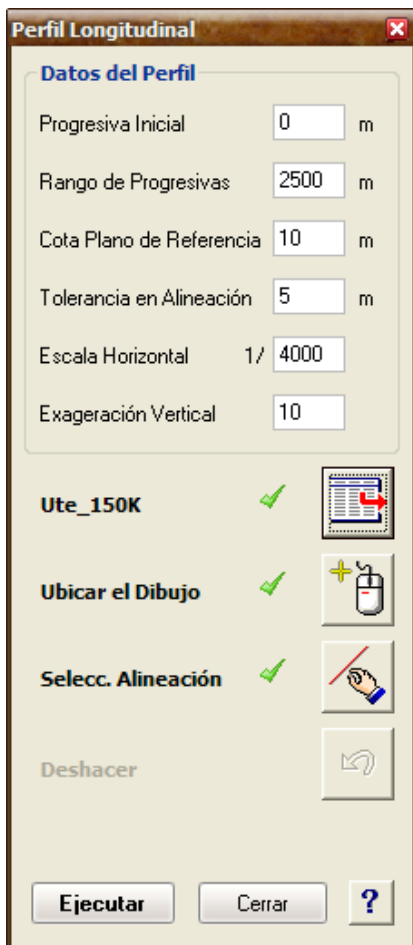 Perfil Longitudinal
Datos del Perfil
Progresiva Inicial 0 m
Rango de Progresivas 2500 m
Cota Plano de Referencia 10 m
Tolerancia en Alineación 5 m
Escala Horizontal 1/ 4000
Exageración Vertical 10
Ute_150K
Ubicar el Dibujo
Selecc. Alineación
Deshacer
Ejecutar Cerrar ?